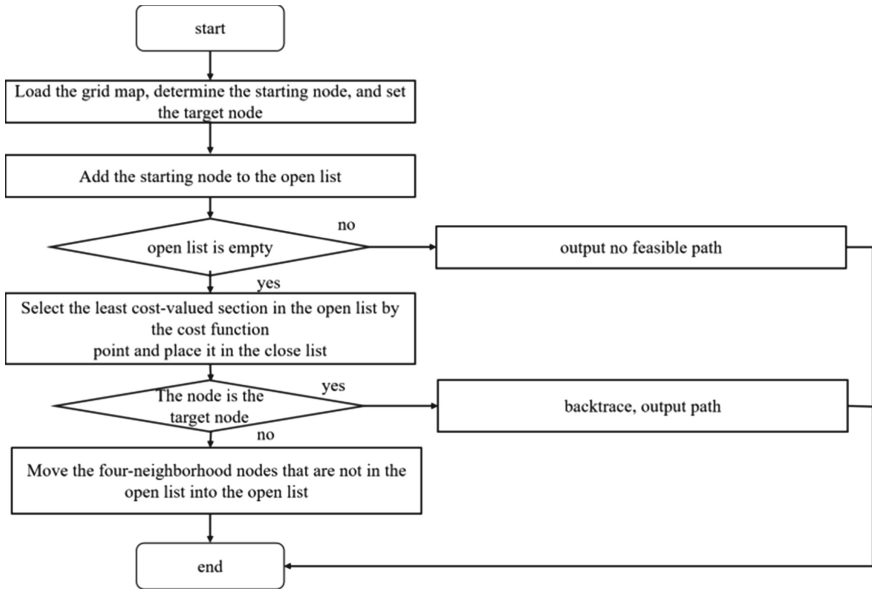 start
Load the grid map, determine the starting node, and set
the target node
Add the starting node to the open list
open list is empty
no
output no feasible path
yes
Select the least cost-valued section in the open list by
the cost function
point and place it in the close list
The node is the
target node
yes
backtrace, output path
no
Move the four-neighborhood nodes that are not in the
open list into the open list
end